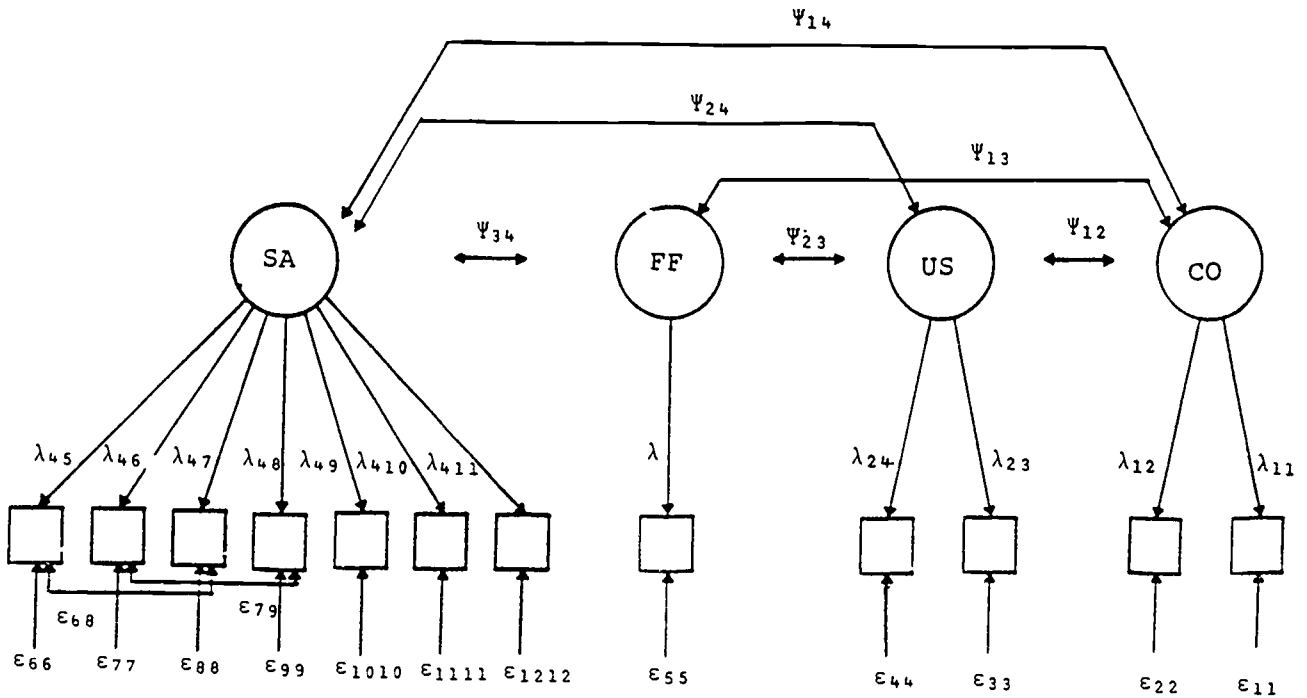 Ψ14
Ψ24
Ψ13
Ψ34
Ψ23
Ψ12
SA
FF
US
CO
λ45 λ46 λ47 λ48 λ49 λ410 λ411
λ
λ24
λ23
λ12
λ11
ε68
ε79
ε66 ε77 ε88 ε99 ε1010 ε1111 ε1212
ε55
ε44 ε33
ε22 ε11